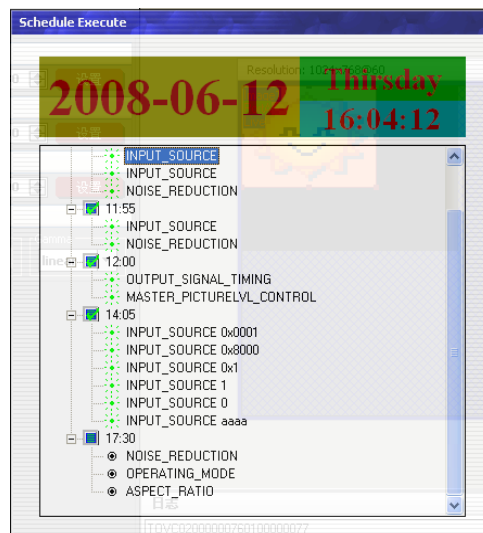 Schedule Execute
2008-06-12
Resolution: 1024x768@60
Thirsday
16:04:12
设置
设置
设置
INPUT_SOURCE
INPUT_SOURCE
NOISE_REDUCTION
11:55
INPUT_SOURCE
NOISE_REDUCTION
linea
12:00
OUTPUT_SIGNAL_TIMING
MASTER_PICTURELVL_CONTROL
14:05
INPUT_SOURCE 0x0001
INPUT_SOURCE 0x8000
INPUT_SOURCE 0x1
INPUT_SOURCE 1
INPUT_SOURCE 0
INPUT_SOURCE aaaa
17:30
NOISE_REDUCTION
OPERATING_MODE
ASPECT_RATIO
日志